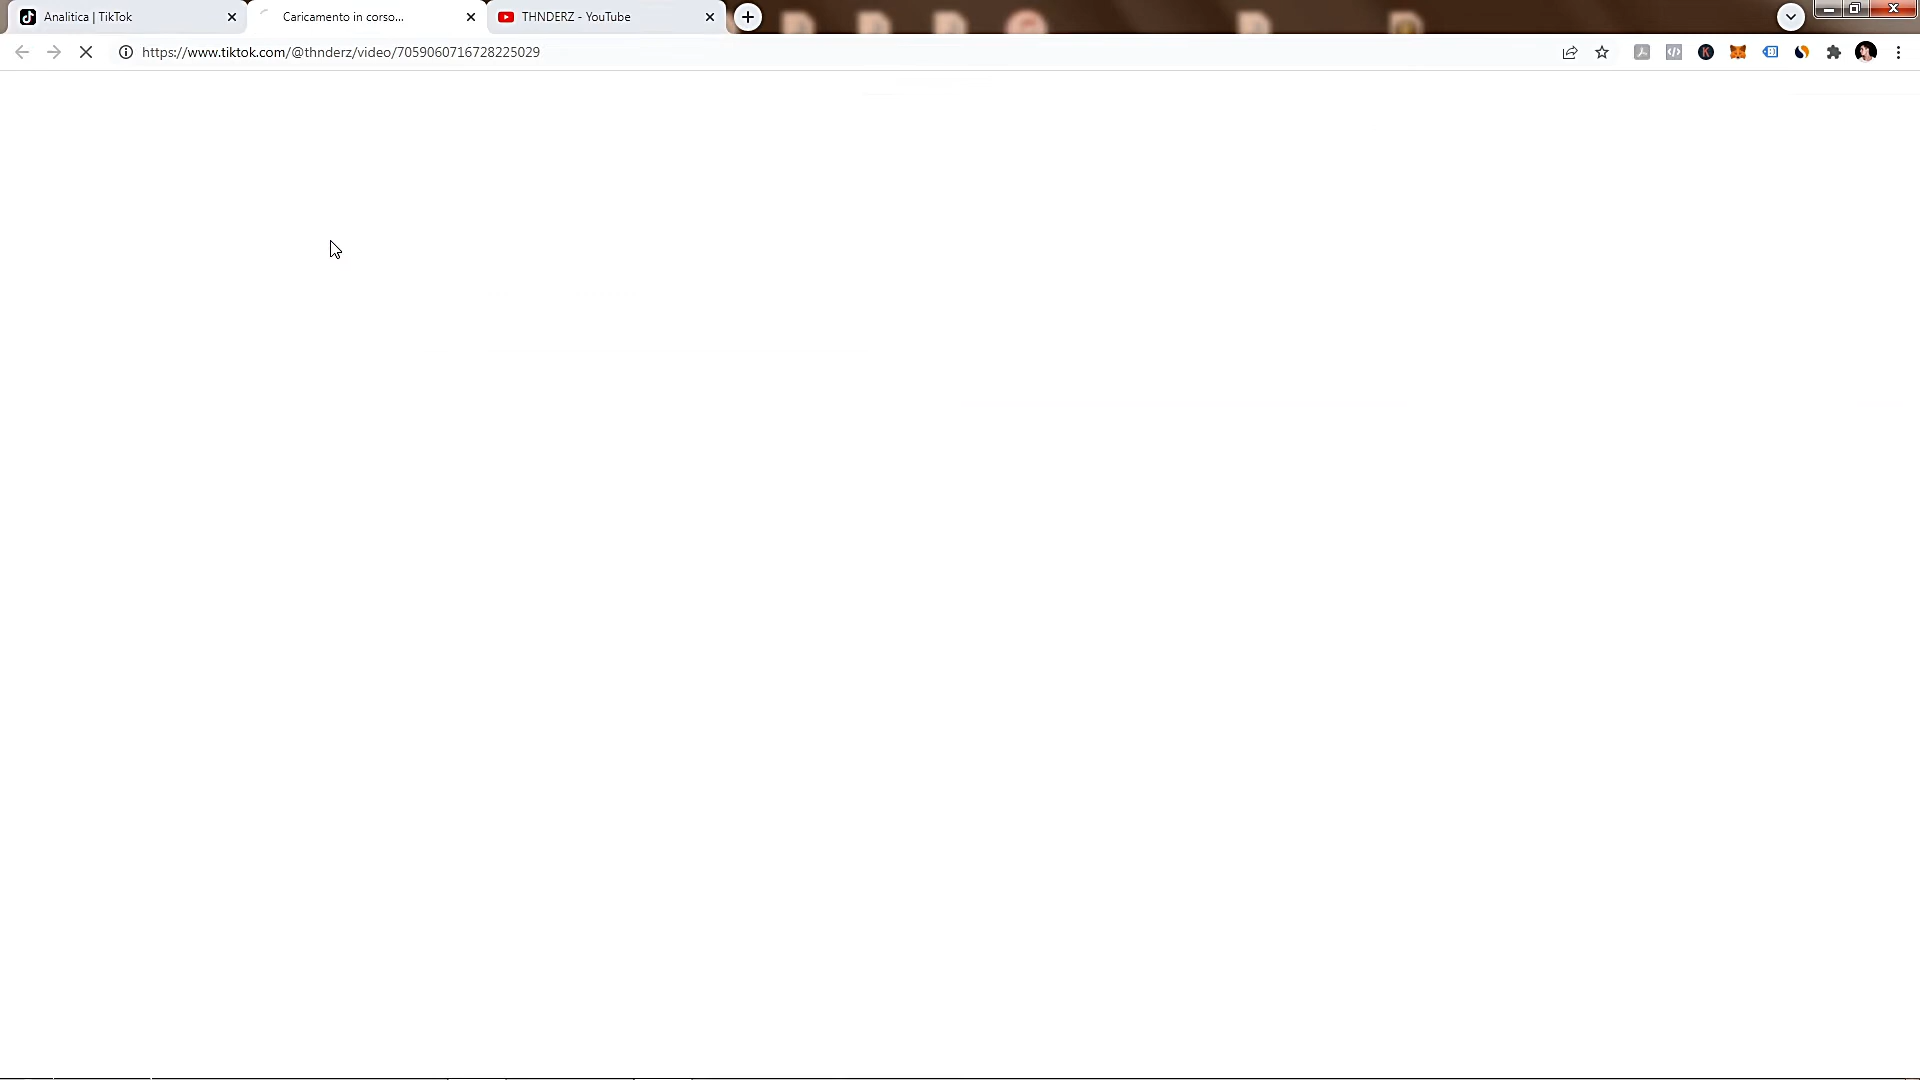 Analitica | TikTok
Caricamento in corso...
THNDERZ - YouTube
https://www.tiktok.com/@thnderz/video/7059060716728225029